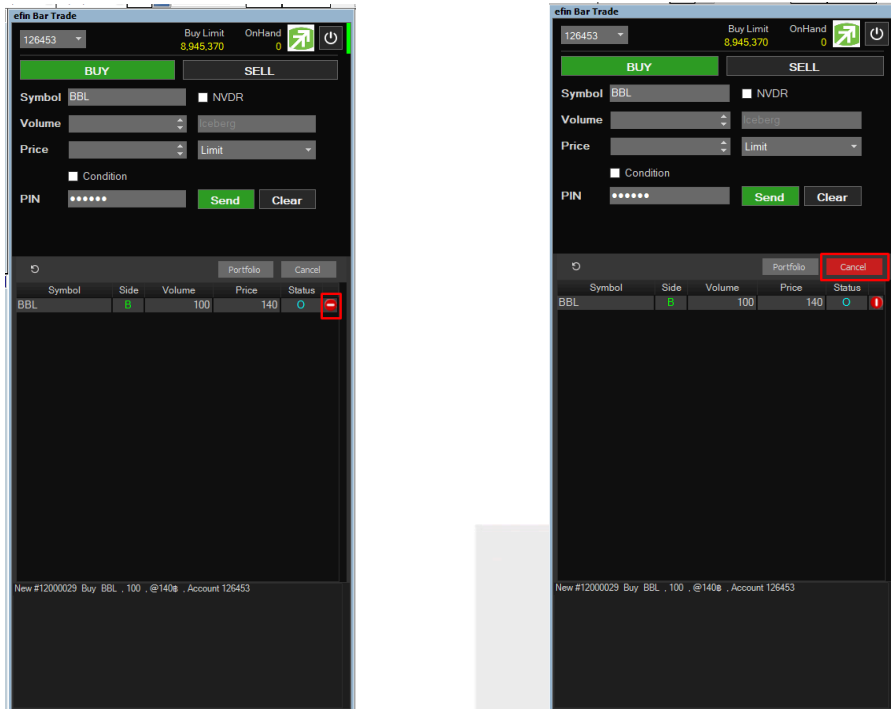 efin Bar Trade
126453
Buy Limit
OnHand
8,945,370
0
BUY
SELL
Symbol
BBL
NVDR
Volume
Iceberg
Price
Limit
Condition
PIN
••••••
Send
Clear
Portfolio
Cancel
Symbol
Side
Volume
Price
Status
BBL
B
100
140
O
New #12000029 Buy BBL , 100 , @140฿ , Account 126453
efin Bar Trade
126453
Buy Limit
OnHand
8,945,370
0
BUY
SELL
Symbol
BBL
NVDR
Volume
Iceberg
Price
Limit
Condition
PIN
••••••
Send
Clear
Portfolio
Cancel
Symbol
Side
Volume
Price
Status
BBL
B
100
140
O
New #12000029 Buy BBL , 100 , @140฿ , Account 126453